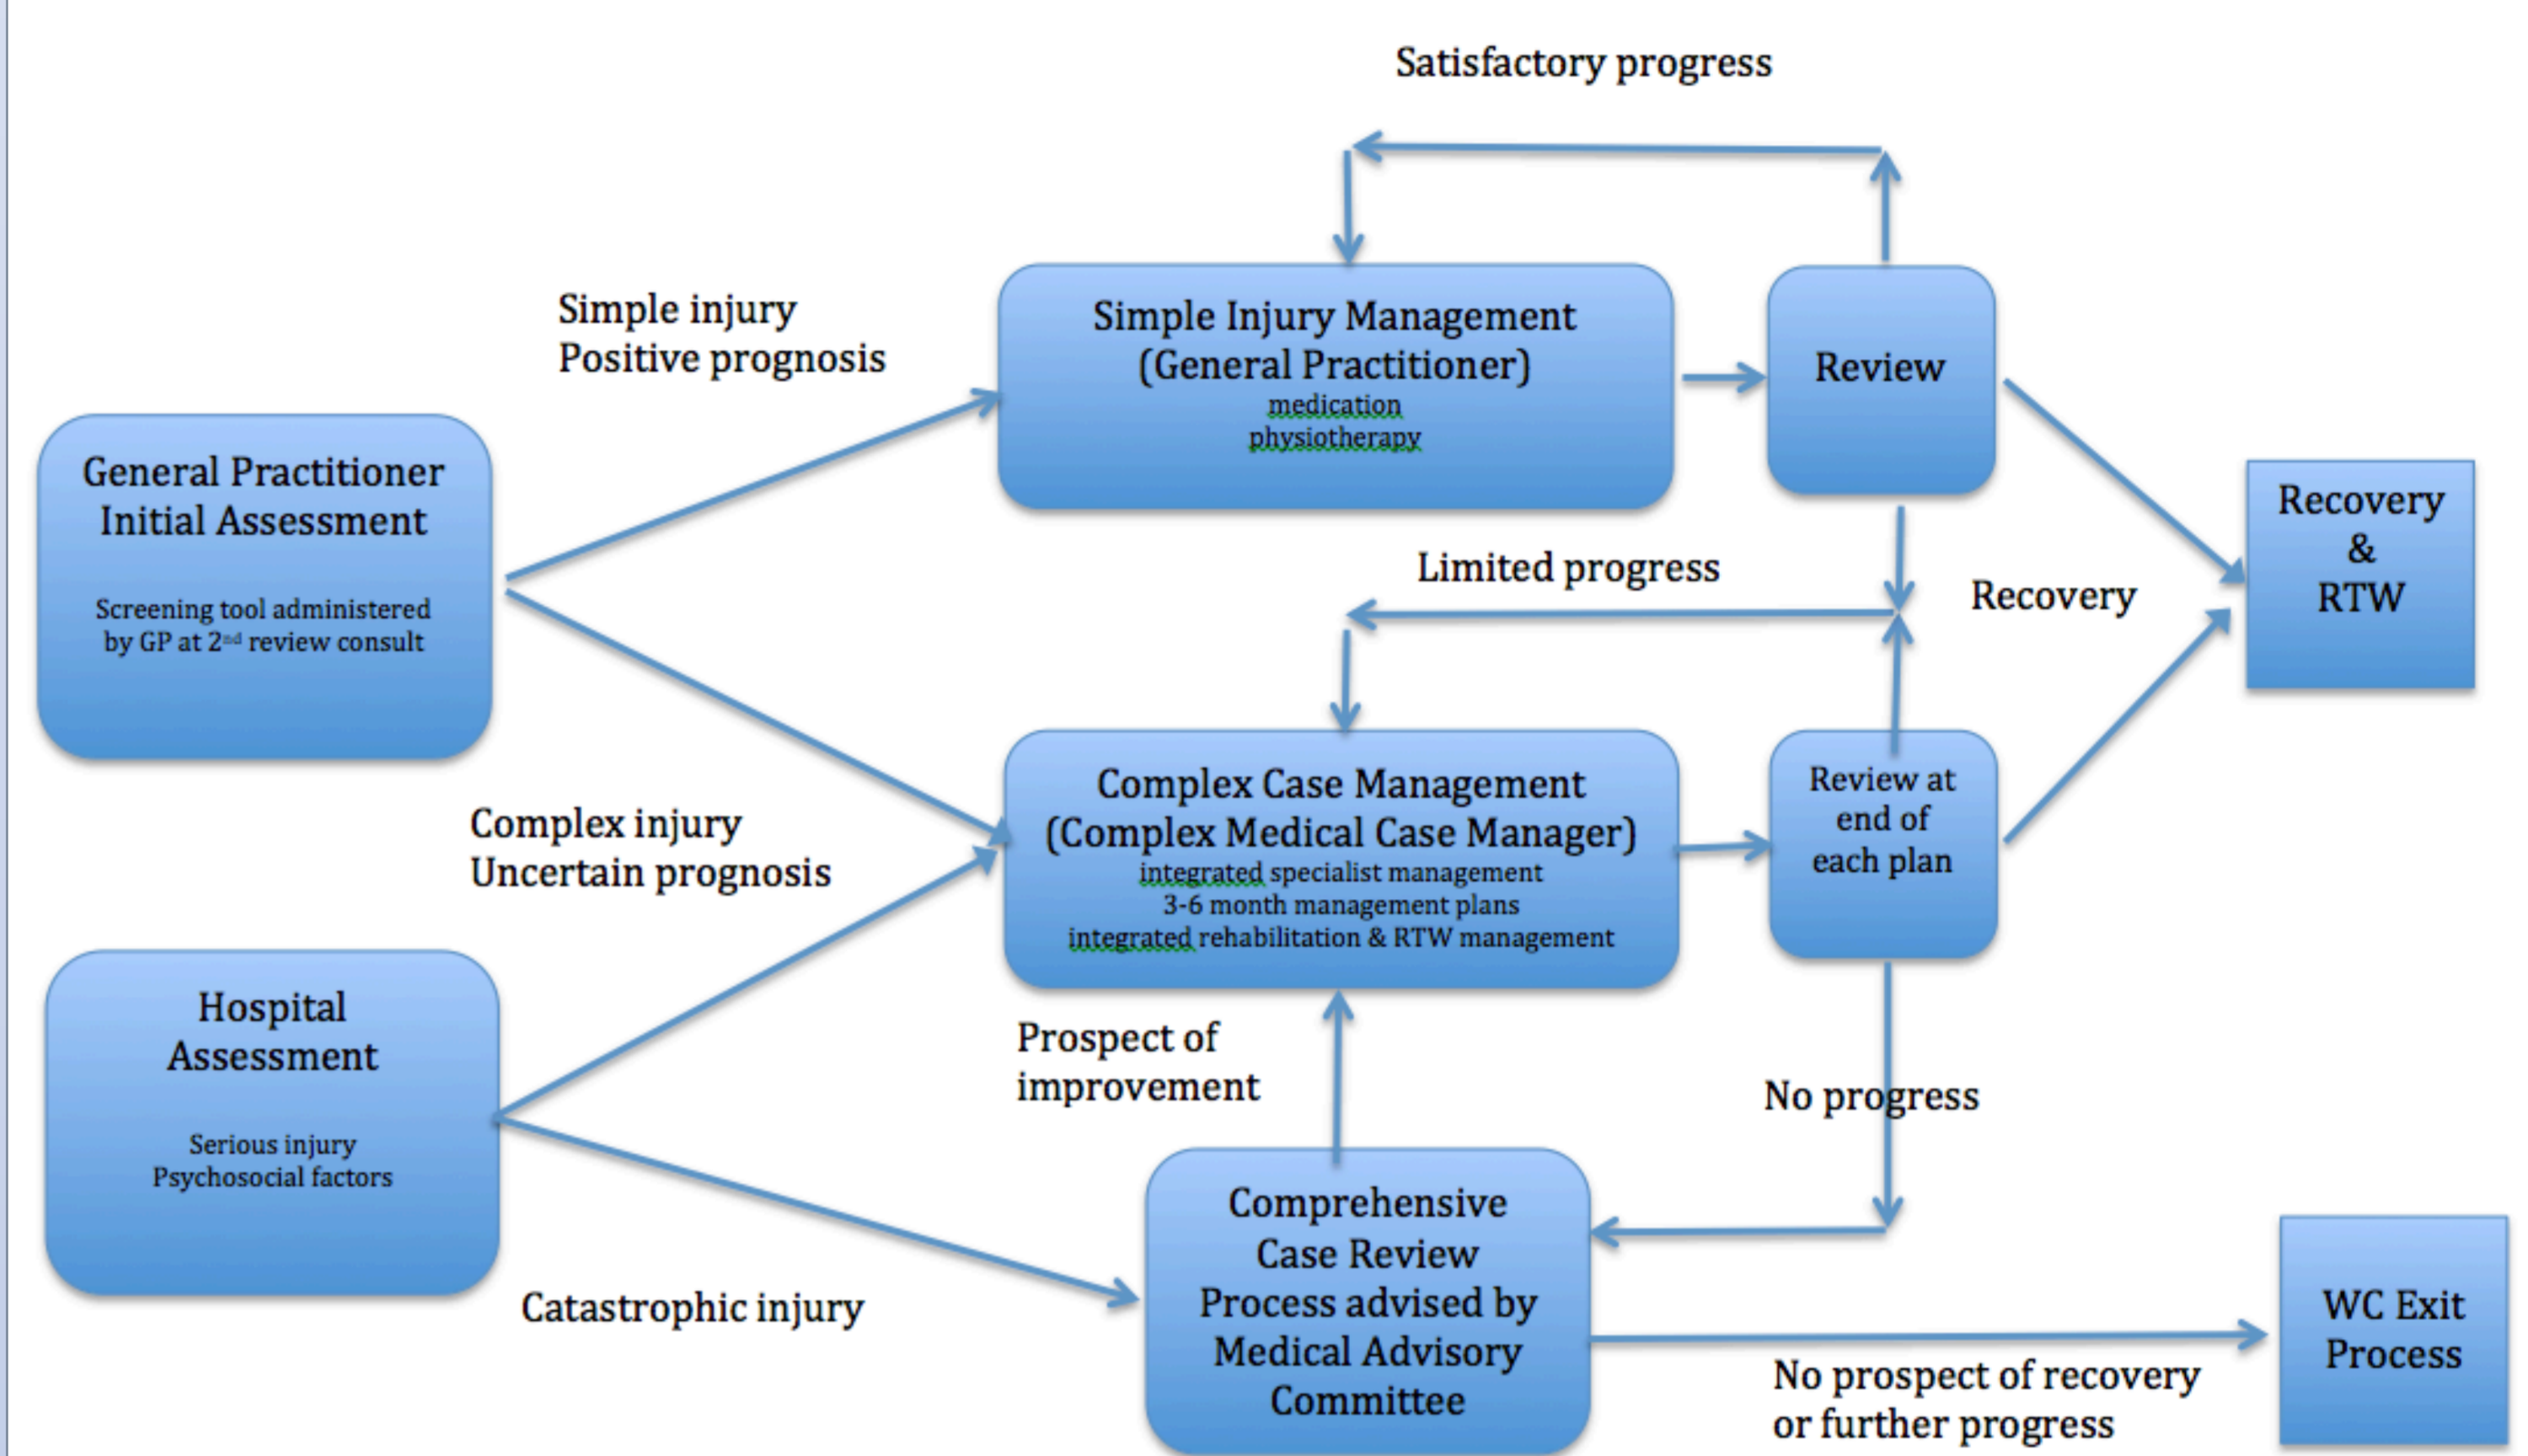 Satisfactory progress
Simple injury
Positive prognosis
Simple Injury Management
(General Practitioner)
medication
physiotherapy
Review
General Practitioner
Initial Assessment
Screening tool administered
by GP at 2nd review consult
Recovery
&
RTW
Limited progress
Recovery
Complex injury
Uncertain prognosis
Complex Case Management
(Complex Medical Case Manager)
integrated specialist management
3-6 month management plans
integrated rehabilitation & RTW management
Review at
end of
each plan
Hospital
Assessment
Serious injury
Psychosocial factors
Prospect of
improvement
No progress
Catastrophic injury
Comprehensive
Case Review
Process advised by
Medical Advisory
Committee
No prospect of recovery
or further progress
WC Exit
Process